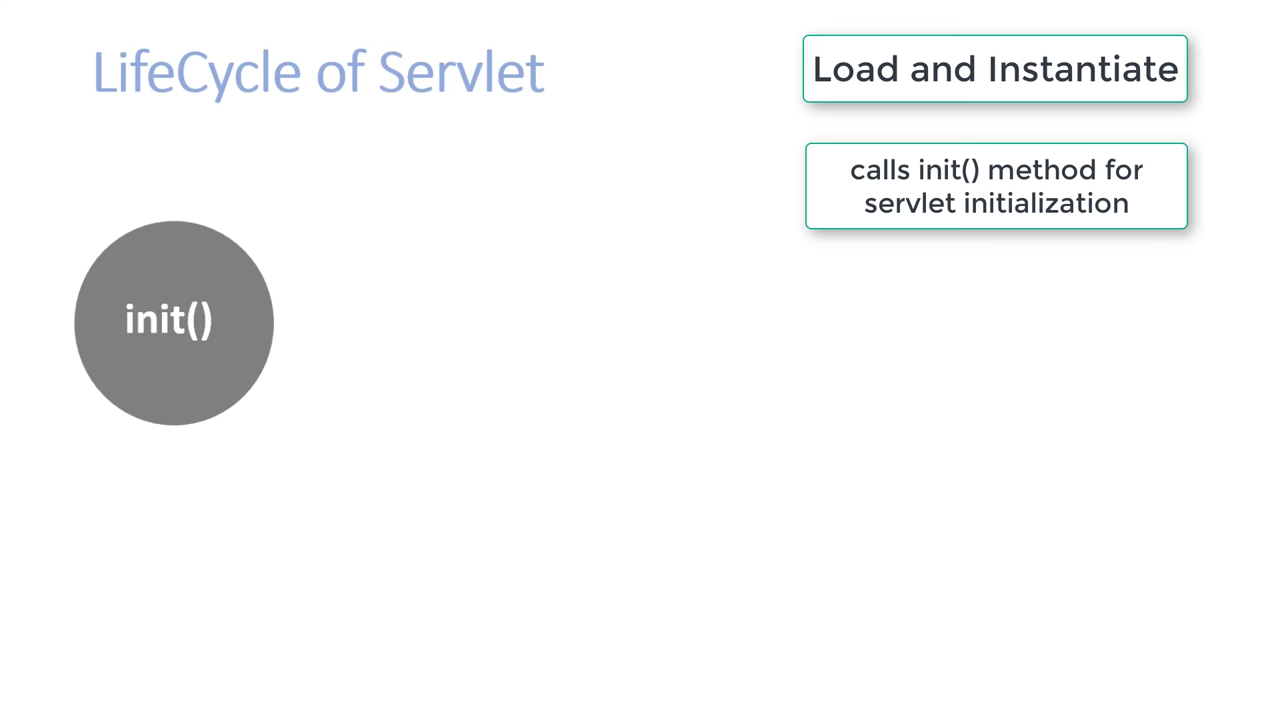 LifeCycle of Servlet
Load and Instantiate
calls init() method for
servlet initialization
init()